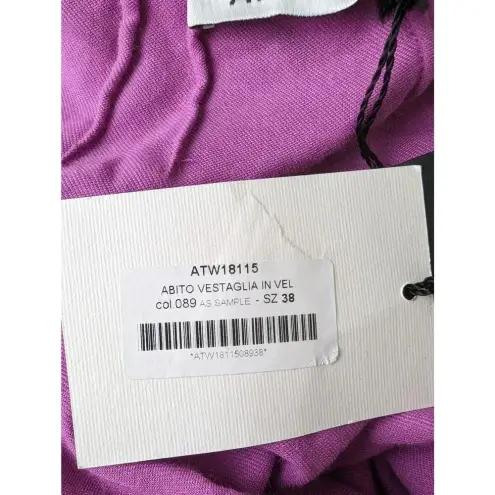 ATW18115
ABITO VESTAGLIA IN VEL
col.089 AS SAMPLE - SZ 38
*ATW1811508938*